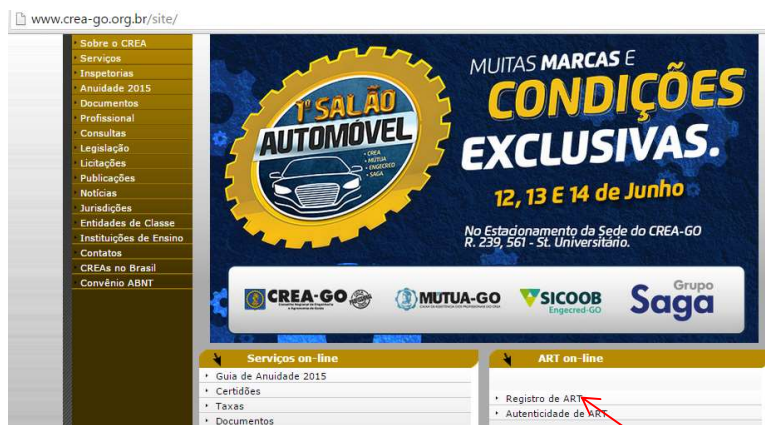 www.crea-go.org.br/site/
Sobre o CREA
Serviços
Inspetorias
Anuidade 2015
Documentos
Profissional
Consultas
Legislação
Licitações
Publicações
Notícias
Jurisdições
Entidades de Classe
Instituições de Ensino
Contatos
CREAs no Brasil
Convênio ABNT
1º SALÃO
AUTOMÓVEL
• CREA
• MÚTUA
• ENGECRED
• SAGA
MUITAS MARCAS E
CONDIÇÕES
EXCLUSIVAS.
12, 13 E 14 de Junho
No Estacionamento da Sede do CREA-GO
R. 239, 561 - St. Universitário.
CREA-GO
MÚTUA-GO
SICOOB
Engecred-GO
Grupo
Saga
Serviços on-line
Guia de Anuidade 2015
Certidões
Taxas
Documentos
ART on-line
Registro de ART
Autenticidade de ART